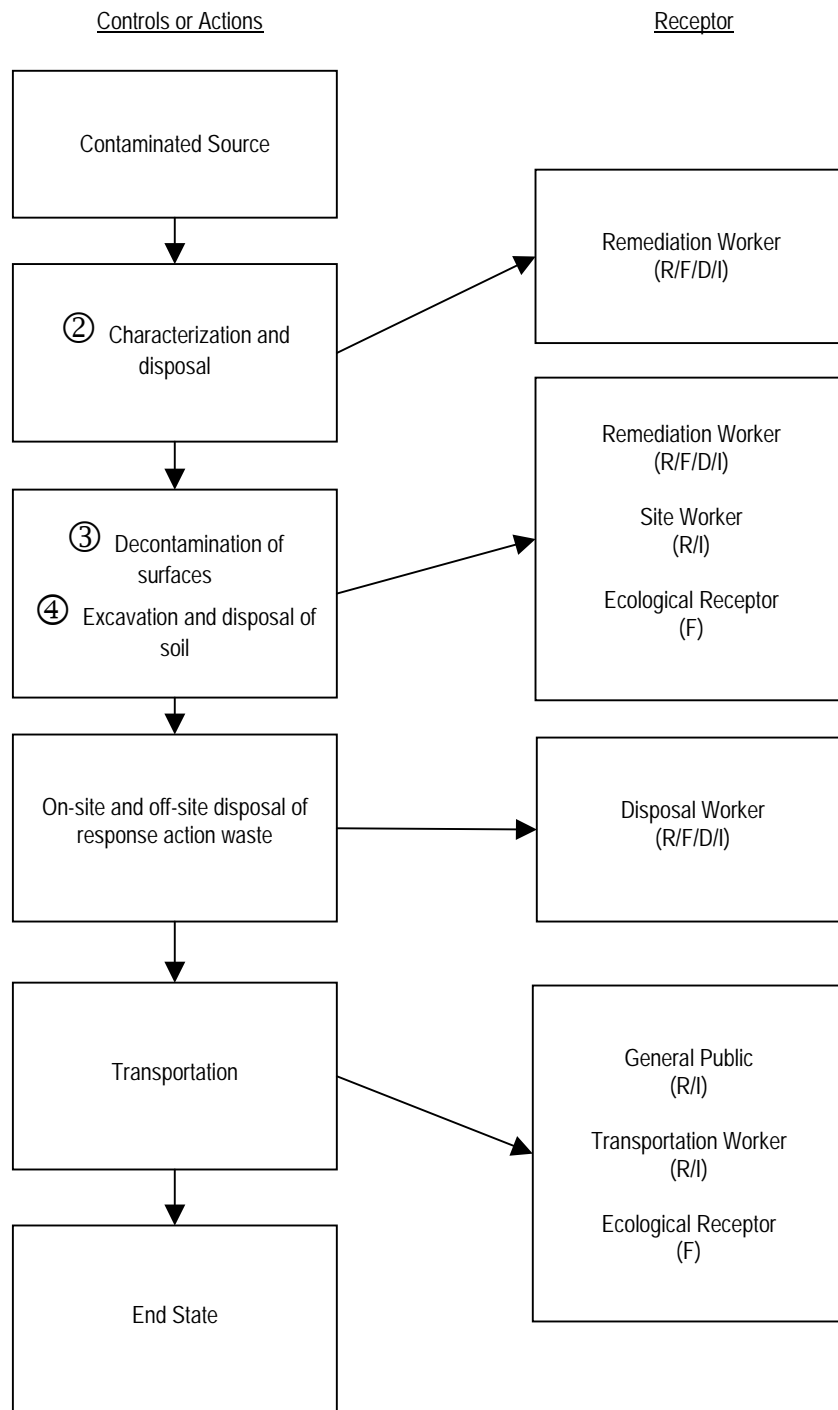 Controls or Actions
Receptor
Contaminated Source
Remediation Worker
(R/F/D/I)
② Characterization and
disposal
Remediation Worker
(R/F/D/I)
Site Worker
(R/I)
Ecological Receptor
(F)
③ Decontamination of
surfaces
④ Excavation and disposal of
soil
On-site and off-site disposal of
response action waste
Disposal Worker
(R/F/D/I)
Transportation
General Public
(R/I)
Transportation Worker
(R/I)
Ecological Receptor
(F)
End State